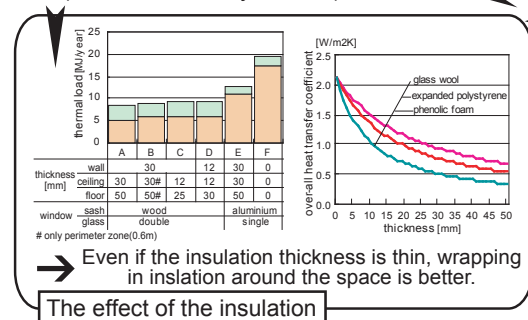 25
20
15
10
5
0
thermal load [MJ/year]
A B C D E F
thickness [mm]
wall 30 12 30 0
ceiling 30 30# 12 12 30 0
floor 50 50# 25 30 50 0
window sash wood aluminium
glass double single
# only perimeter zone(0.6m)
[W/m2K]
2.5
2.0
1.5
1.0
0.5
0.0
over-all heat transfer coefficient
glass wool
expanded polystyrene
phenolic foam
0 5 10 15 20 25 30 35 40 45 50
thickness [mm]
Even if the insulation thickness is thin, wrapping
in inslation around the space is better.
The effect of the insulation